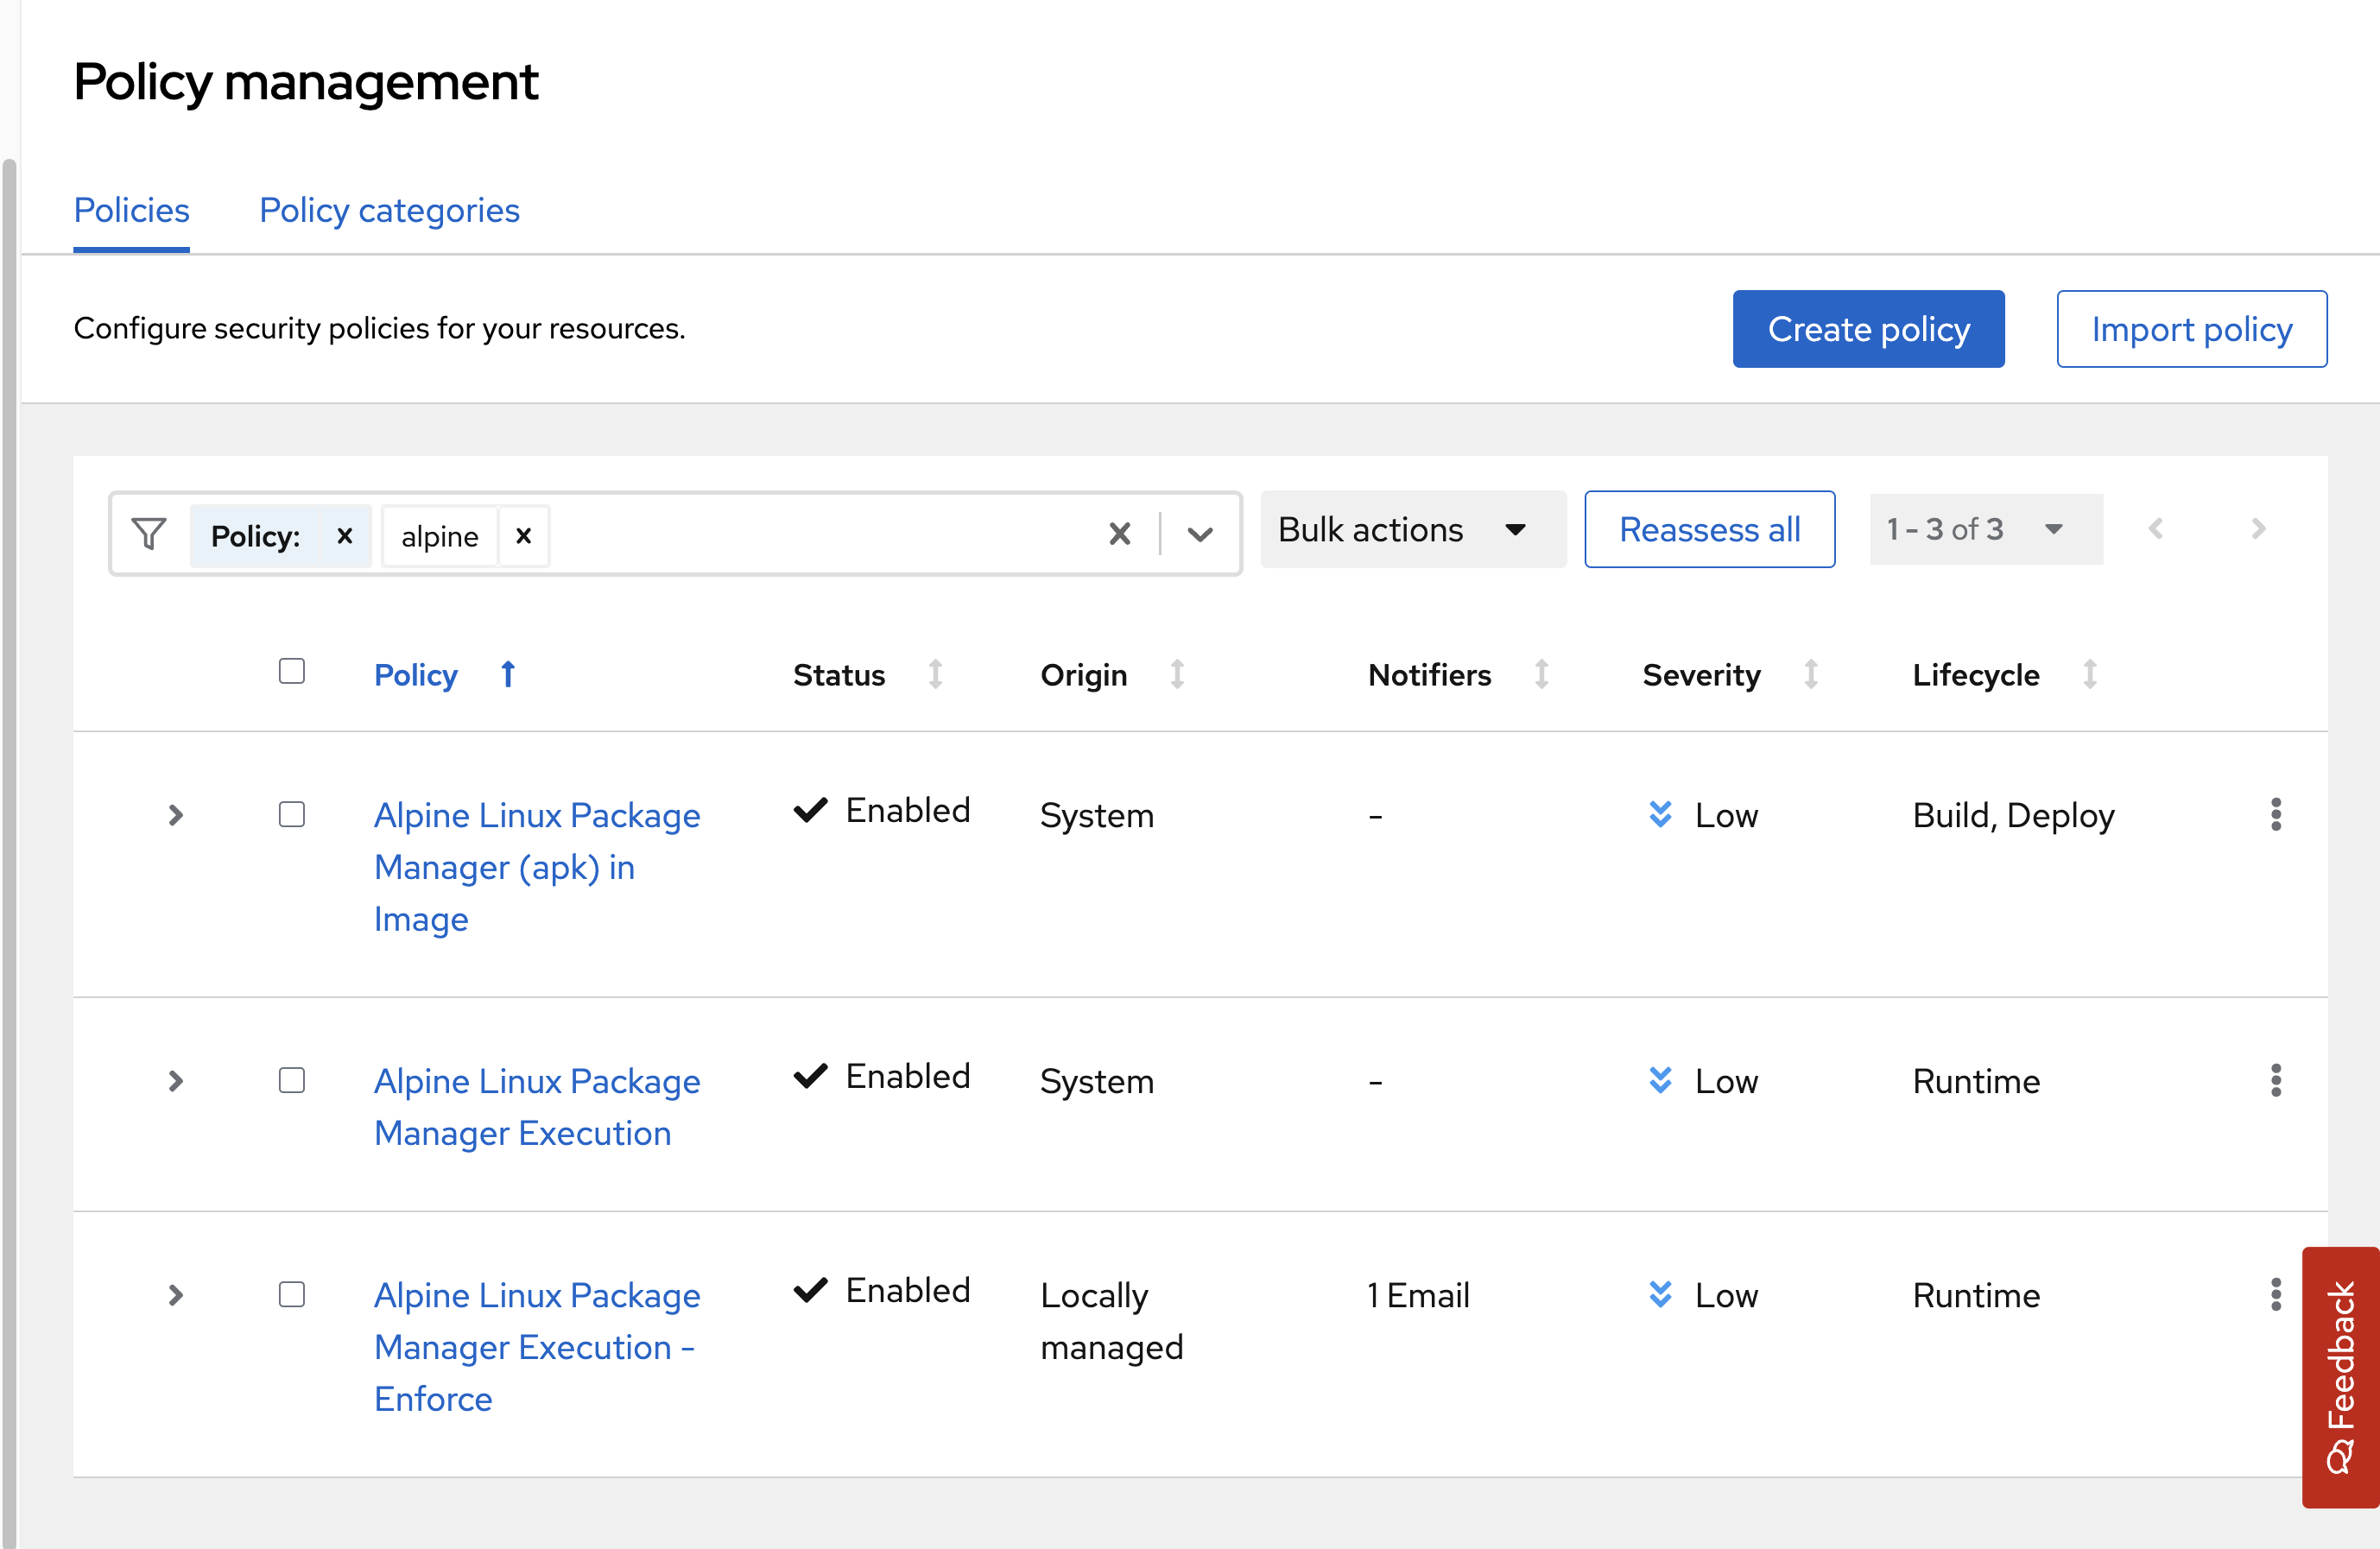 Policy management
Policies Policy categories
Configure security policies for your resources.
Create policy
Import policy
Policy:
alpine
Bulk actions
Reassess all
1 - 3 of 3
Policy Status Origin Notifiers Severity Lifecycle
Alpine Linux Package Enabled System - Low Build, Deploy
Manager (apk) in
Image
Alpine Linux Package Enabled System - Low Runtime
Manager Execution
Alpine Linux Package Enabled Locally 1 Email Low Runtime
Manager Execution - managed
Enforce
Feedback